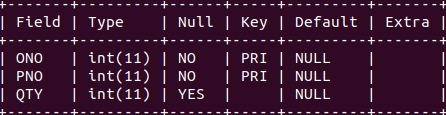 +-------+---------+------+-----+---------+-------+
| Field | Type    | Null | Key | Default | Extra |
+-------+---------+------+-----+---------+-------+
| ONO   | int(11) | NO   | PRI | NULL    |       |
| PNO   | int(11) | NO   | PRI | NULL    |       |
| QTY   | int(11) | YES  |     | NULL    |       |
+-------+---------+------+-----+---------+-------+